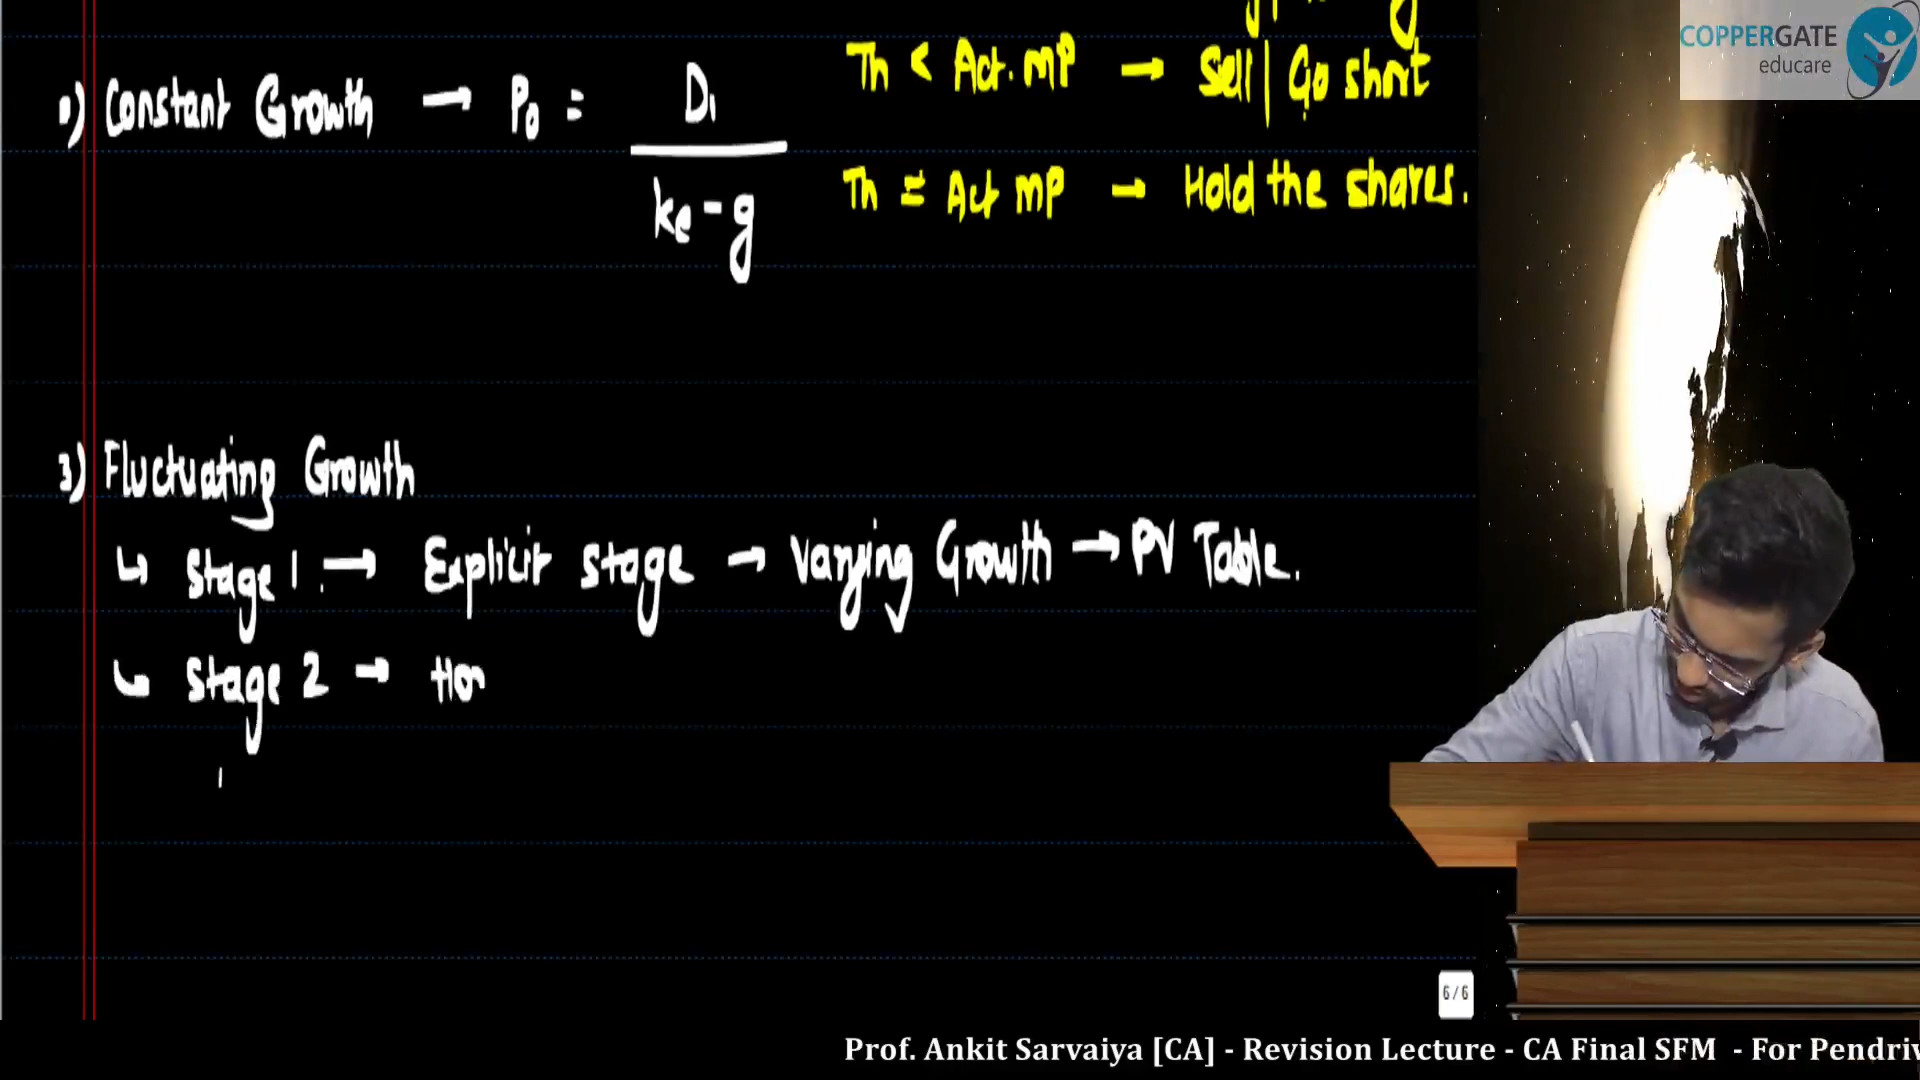 COPPERGATE
educare
Th < Act. MP → Sell | Go short
Constant Growth → P0 = D1
ke - g
Th = Act MP → Hold the shares.
3) Fluctuating Growth
↳ Stage 1 → Explicit stage → Varying Growth → PV Table.
↳ Stage 2 → Hor
6/6
Prof. Ankit Sarvaiya [CA] - Revision Lecture - CA Final SFM - For Pendriv